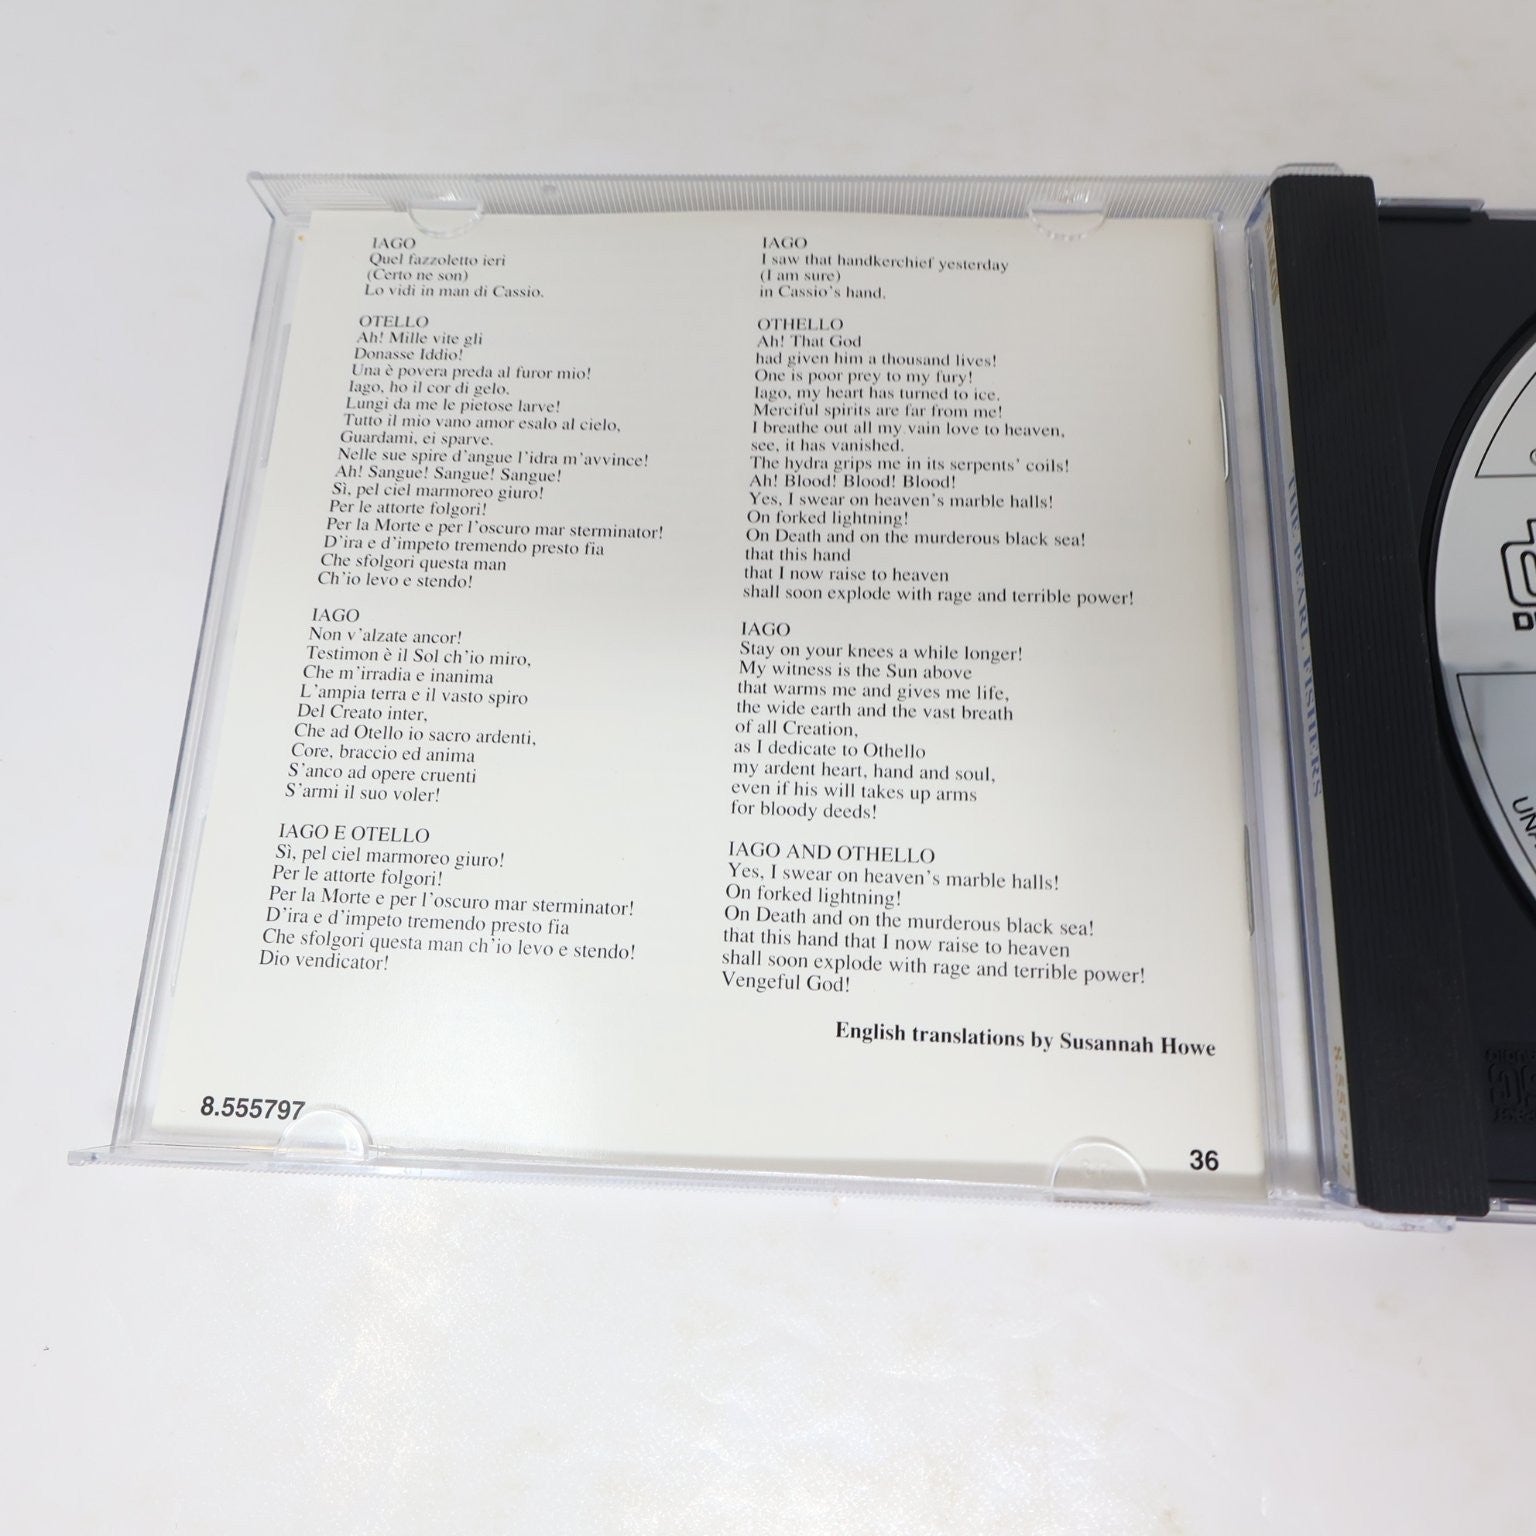 IAGO
Quel fazzoletto ieri
(Certo ne son)
Lo vidi in man di Cassio.
OTELLO
Ah! Mille vite gli
Donasse Iddio!
Una è povera preda al furor mio!
Iago, ho il cor di gelo.
Lungi da me le pietose larve!
Tutto il mio vano amor esalo al cielo,
Guardami, ei sparve.
Nelle sue spire d'angue l'idra m'avvince!
Ah! Sangue! Sangue! Sangue!
Sì, pel ciel marmoreo giuro!
Per le attorte folgori!
Per la Morte e per l'oscuro mar sterminator!
D'ira e d'impeto tremendo presto fia
Che sfolgori questa man
Ch'io levo e stendo!
IAGO
Non v'alzate ancor!
Testimon è il Sol ch'io miro,
Che m'irradia e inanima
L'ampia terra e il vasto spiro
Del Creato inter,
Che ad Otello io sacro ardenti,
Core, braccio ed anima
S'anco ad opere cruenti
S'armi il suo voler!
IAGO E OTELLO
Sì, pel ciel marmoreo giuro!
Per le attorte folgori!
Per la Morte e per l'oscuro mar sterminator!
D'ira e d'impeto tremendo presto fia
Che sfolgori questa man ch'io levo e stendo!
Dio vendicator!
IAGO
I saw that handkerchief yesterday
(I am sure)
in Cassio's hand.
OTHELLO
Ah! That God
had given him a thousand lives!
One is poor prey to my fury!
Iago, my heart has turned to ice.
Merciful spirits are far from me!
I breathe out all my vain love to heaven,
see, it has vanished.
The hydra grips me in its serpents' coils!
Ah! Blood! Blood! Blood!
Yes, I swear on heaven's marble halls!
On forked lightning!
On Death and on the murderous black sea!
that this hand
that I now raise to heaven
shall soon explode with rage and terrible power!
IAGO
Stay on your knees a while longer!
My witness is the Sun above
that warms me and gives me life,
the wide earth and the vast breath
of all Creation,
as I dedicate to Othello
my ardent heart, hand and soul,
even if his will takes up arms
for bloody deeds!
IAGO AND OTHELLO
Yes, I swear on heaven's marble halls!
On forked lightning!
On Death and on the murderous black sea!
that this hand that I now raise to heaven
shall soon explode with rage and terrible power!
Vengeful God!
English translations by Susannah Howe
8.555797
36
THE PEARL FISHERS
8.555797